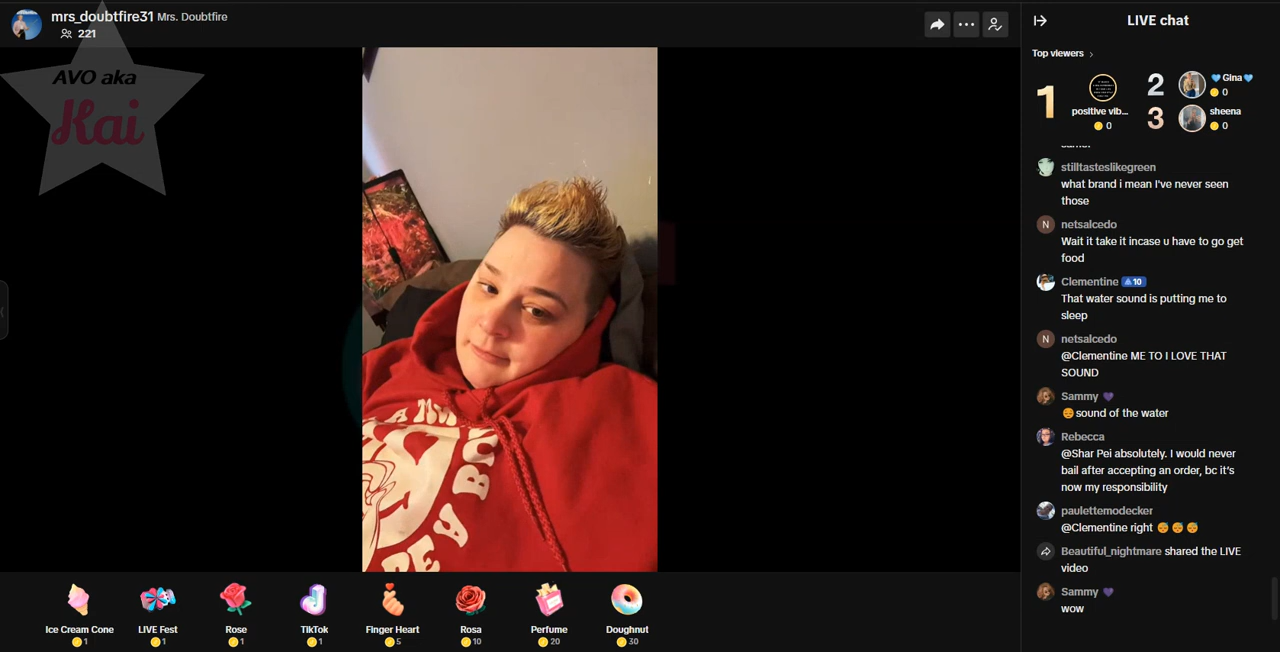 mrs_doubtfire31 Mrs. Doubtfire
221
AVO aka
Kai
LIVE chat
Top viewers
1
positive vib...
0
2
Gina
0
3
sheena
0
stilltasteslikegreen
what brand i mean I've never seen
those
N
netsalcedo
Wait it take it incase u have to go get
food
Clementine 10
That water sound is putting me to
sleep
N
netsalcedo
@Clementine ME TO I LOVE THAT
SOUND
Sammy
sound of the water
Rebecca
@Shar Pei absolutely. I would never
bail after accepting an order, bc it's
now my responsibility
paulettemodecker
@Clementine right
Beautiful_nightmare shared the LIVE
video
Sammy
wow
Ice Cream Cone
1
LIVE Fest
1
Rose
1
TikTok
1
Finger Heart
5
Rosa
10
Perfume
20
Doughnut
30